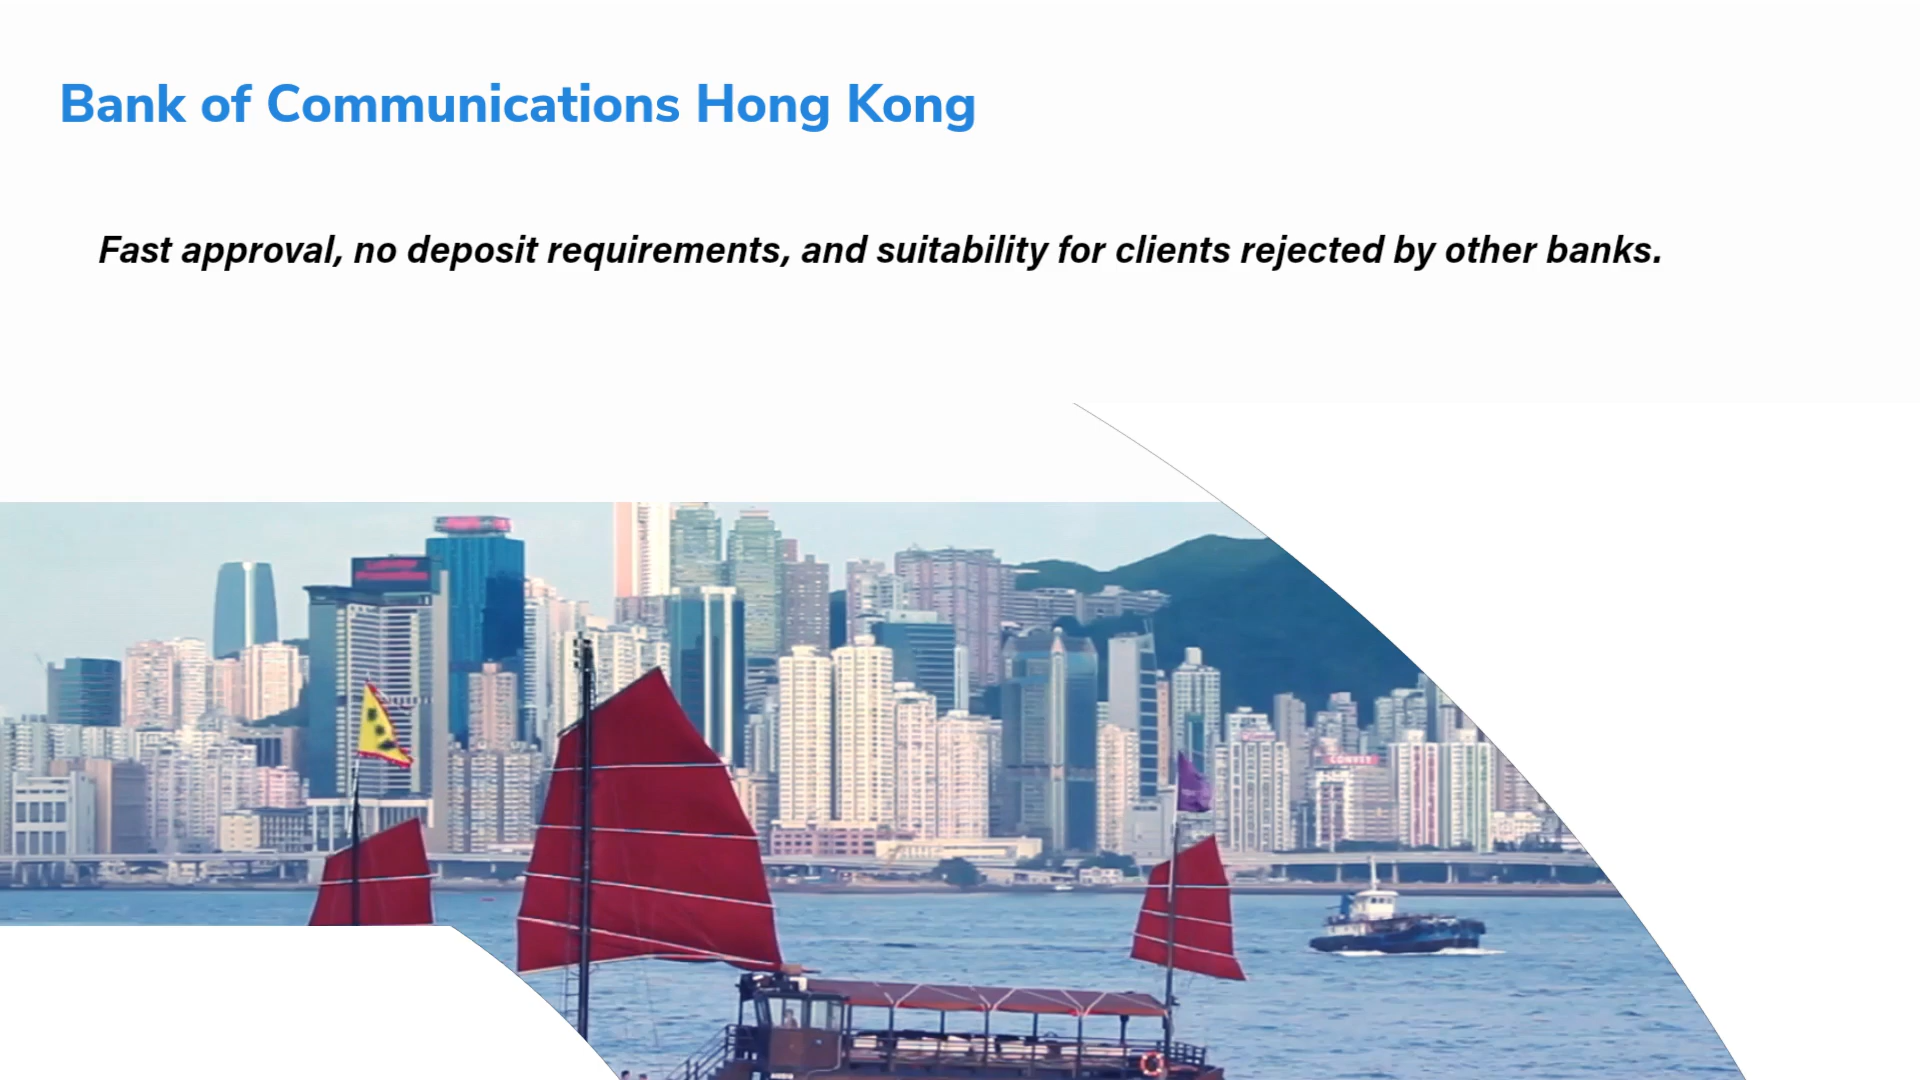 Bank of Communications Hong Kong
Fast approval, no deposit requirements, and suitability for clients rejected by other banks.